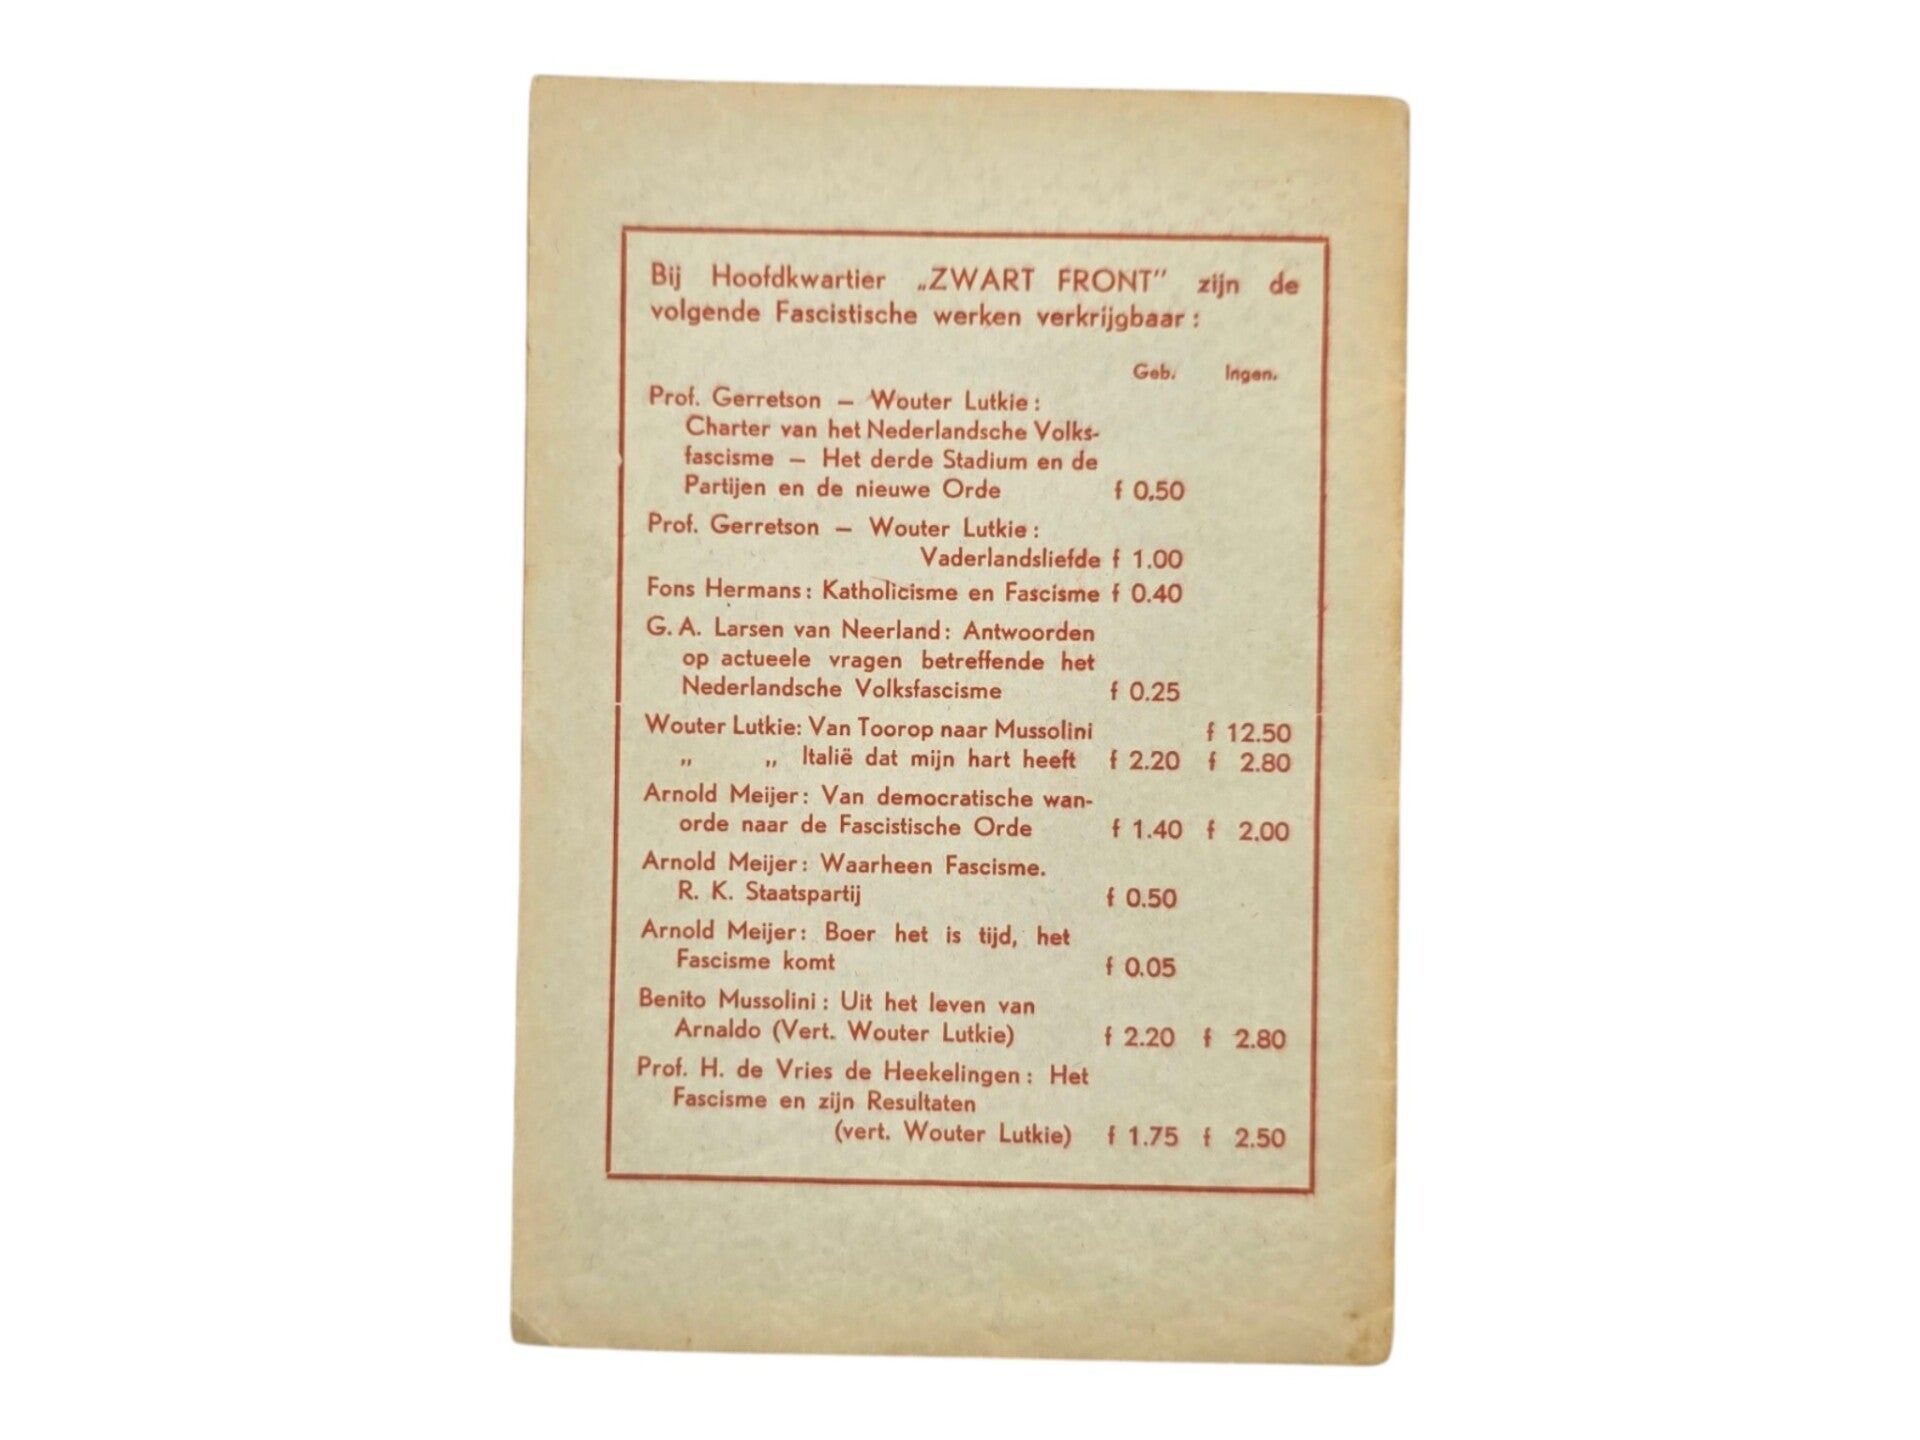 Bij Hoofdkwartier „ZWART FRONT" zijn de
volgende Fascistische werken verkrijgbaar :
Geb. Ingen.
Prof. Gerretson — Wouter Lutkie :
Charter van het Nederlandsche Volks-
fascisme — Het derde Stadium en de
Partijen en de nieuwe Orde f 0.50
Prof. Gerretson — Wouter Lutkie :
Vaderlandsliefde f 1.00
Fons Hermans : Katholicisme en Fascisme f 0.40
G. A. Larsen van Neerland : Antwoorden
op actueele vragen betreffende het
Nederlandsche Volksfascisme f 0.25
Wouter Lutkie: Van Toorop naar Mussolini f 12.50
„ „ Italië dat mijn hart heeft f 2.20 f 2.80
Arnold Meijer : Van democratische wan-
orde naar de Fascistische Orde f 1.40 f 2.00
Arnold Meijer : Waarheen Fascisme.
R. K. Staatspartij f 0.50
Arnold Meijer : Boer het is tijd, het
Fascisme komt f 0.05
Benito Mussolini : Uit het leven van
Arnaldo (Vert. Wouter Lutkie) f 2.20 f 2.80
Prof. H. de Vries de Heekelingen : Het
Fascisme en zijn Resultaten
(vert. Wouter Lutkie) f 1.75 f 2.50